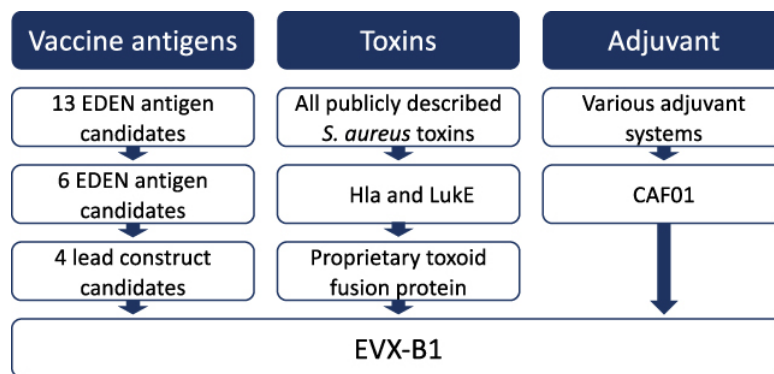 Vaccine antigens
Toxins
Adjuvant
13 EDEN antigen
candidates
All publicly described
S. aureus toxins
Various adjuvant
systems
6 EDEN antigen
candidates
Hla and LukE
CAF01
4 lead construct
candidates
Proprietary toxoid
fusion protein
EVX-B1